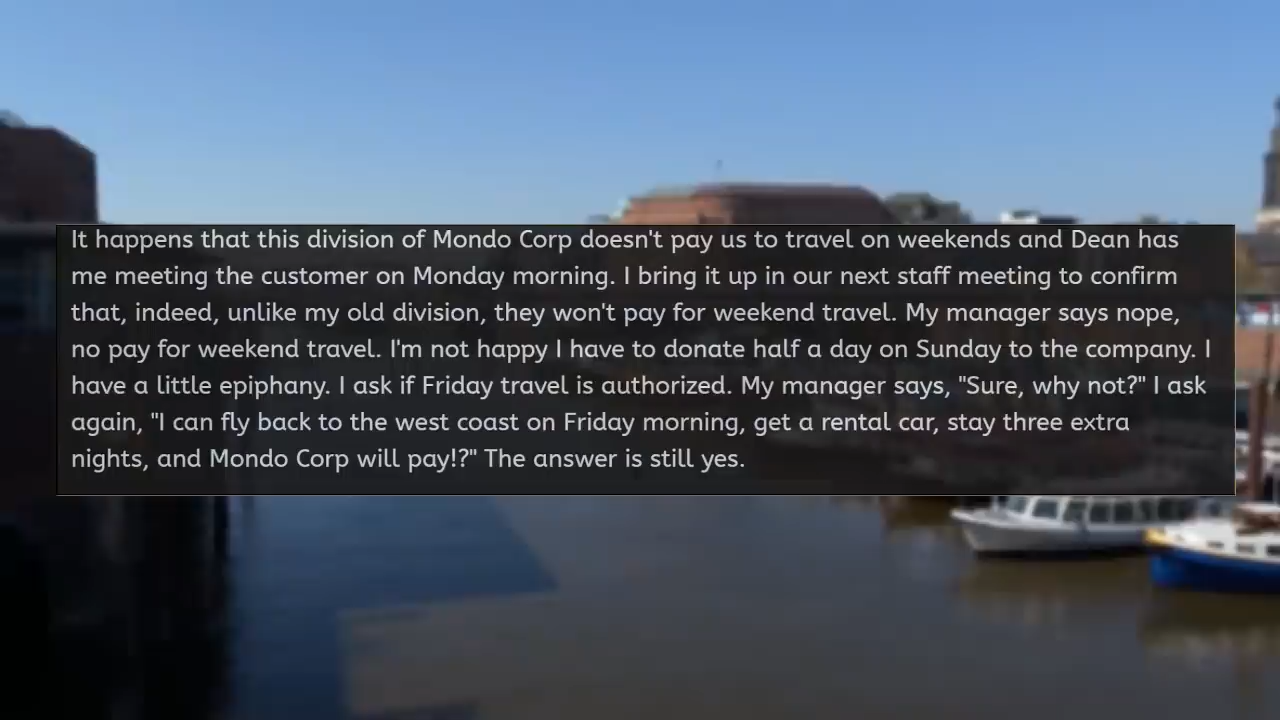 It happens that this division of Mondo Corp doesn't pay us to travel on weekends and Dean has
me meeting the customer on Monday morning. I bring it up in our next staff meeting to confirm
that, indeed, unlike my old division, they won't pay for weekend travel. My manager says nope,
no pay for weekend travel. I'm not happy I have to donate half a day on Sunday to the company. I
have a little epiphany. I ask if Friday travel is authorized. My manager says, "Sure, why not?" I ask
again, "I can fly back to the west coast on Friday morning, get a rental car, stay three extra
nights, and Mondo Corp will pay!?" The answer is still yes.